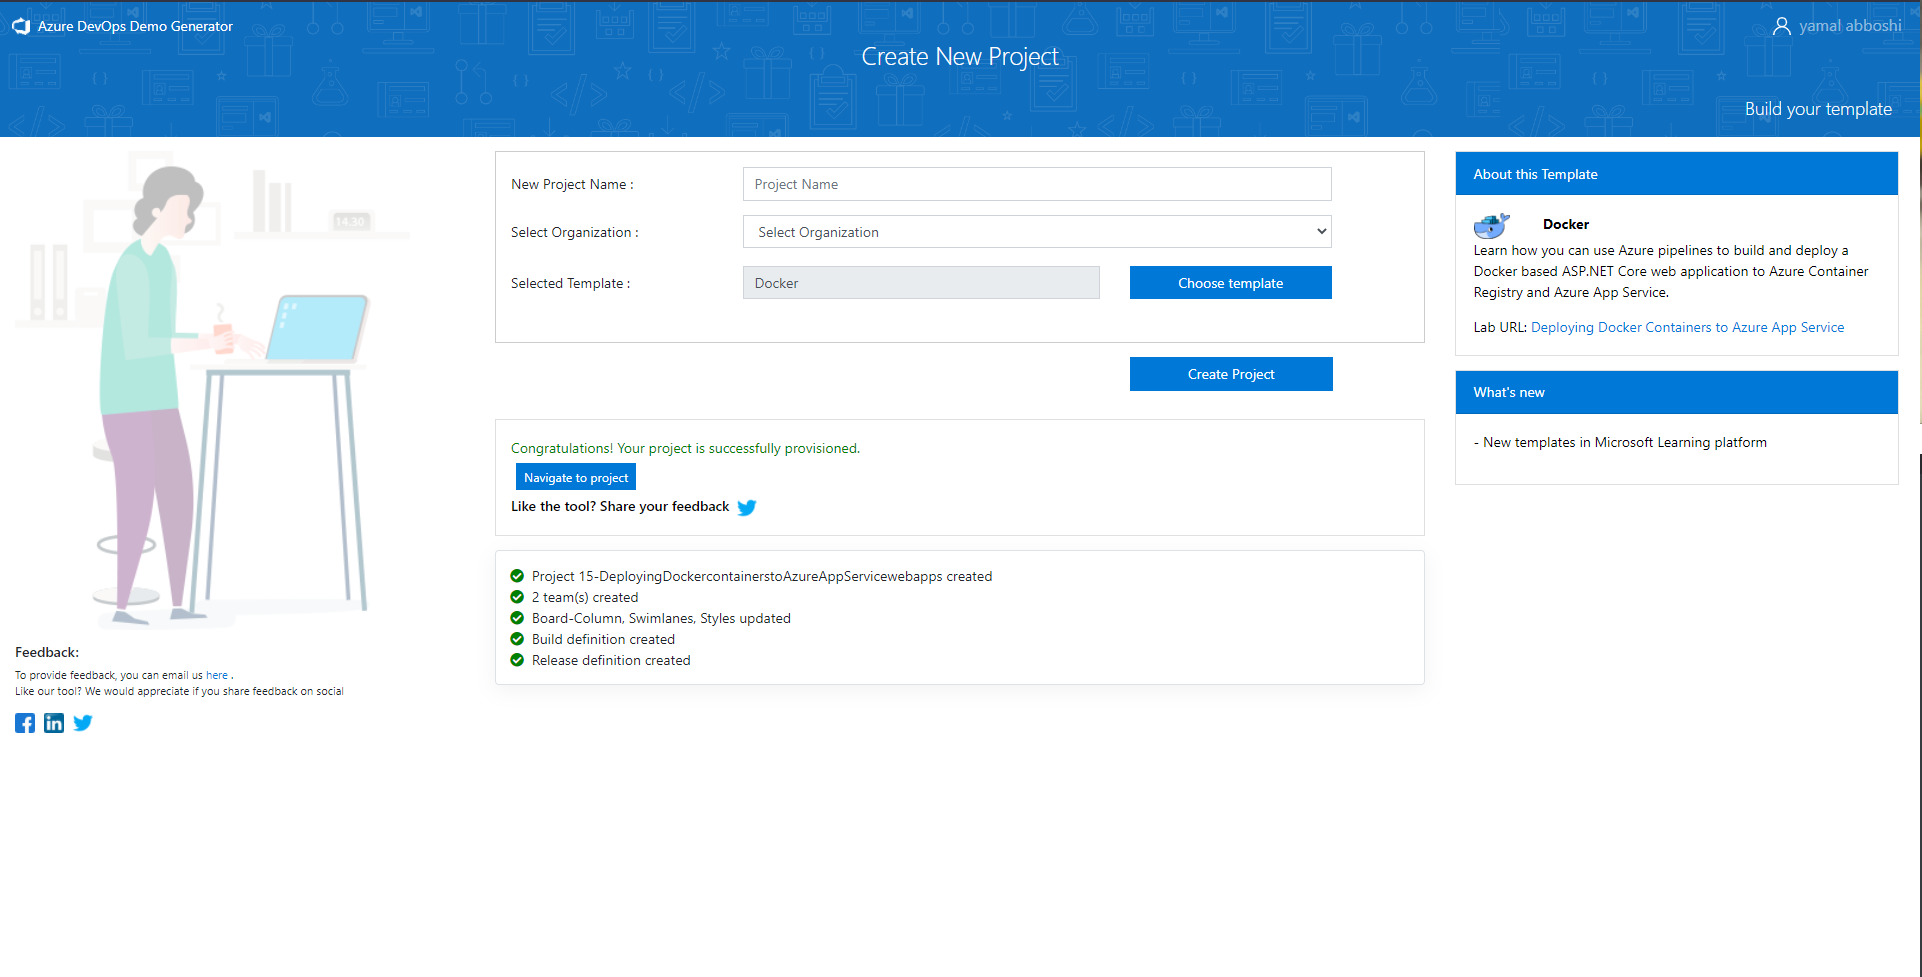 Azure DevOps Demo Generator
yamal abboshi
Create New Project
Build your template
14.30
New Project Name :
Project Name
Select Organization :
Select Organization
Selected Template :
Docker
Choose template
Create Project
Congratulations! Your project is successfully provisioned.
Navigate to project
Like the tool? Share your feedback
Project 15-DeployingDockercontainerstoAzureAppServicewebapps created
2 team(s) created
Board-Column, Swimlanes, Styles updated
Build definition created
Release definition created
About this Template
Docker
Learn how you can use Azure pipelines to build and deploy a
Docker based ASP.NET Core web application to Azure Container
Registry and Azure App Service.
Lab URL: Deploying Docker Containers to Azure App Service
What's new
- New templates in Microsoft Learning platform
Feedback:
To provide feedback, you can email us here .
Like our tool? We would appreciate if you share feedback on social